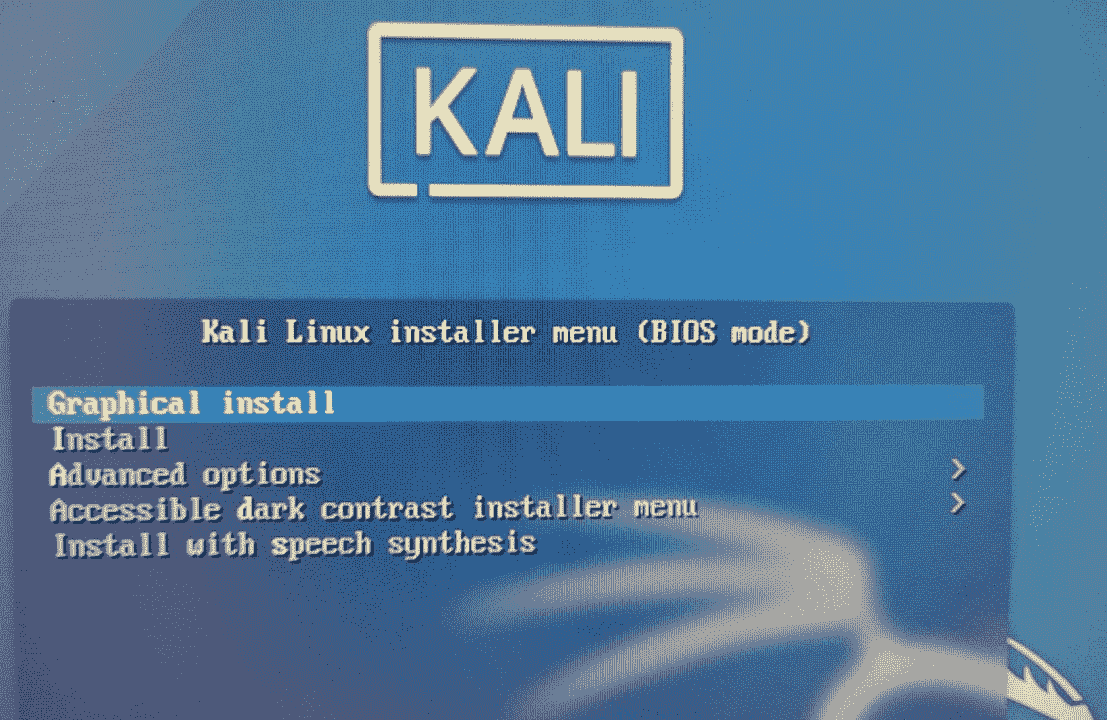 KALI
Kali Linux installer menu (BIOS mode)
Graphical install
Install
Advanced options >
Accessible dark contrast installer menu >
Install with speech synthesis